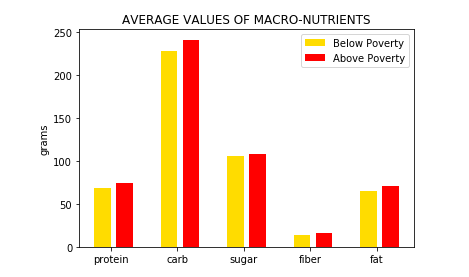 AVERAGE VALUES OF MACRO-NUTRIENTS
Below Poverty
Above Poverty
250
200
150
100
50
0
grams
protein carb sugar fiber fat